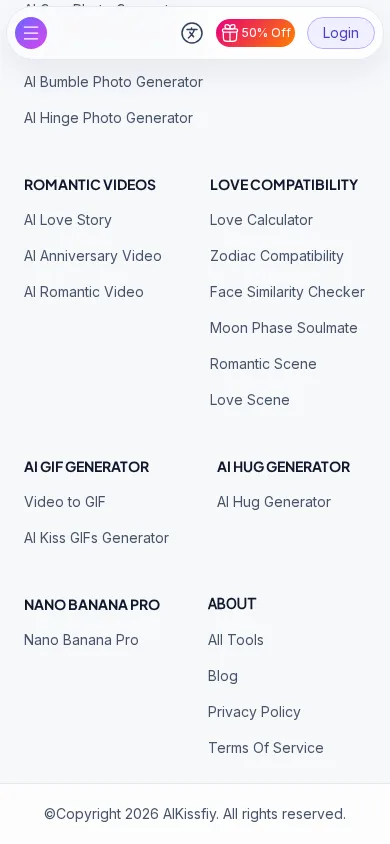 50% Off
Login
AI Bumble Photo Generator
AI Hinge Photo Generator
ROMANTIC VIDEOS
AI Love Story
AI Anniversary Video
AI Romantic Video
LOVE COMPATIBILITY
Love Calculator
Zodiac Compatibility
Face Similarity Checker
Moon Phase Soulmate
Romantic Scene
Love Scene
AI GIF GENERATOR
Video to GIF
AI Kiss GIFs Generator
AI HUG GENERATOR
AI Hug Generator
NANO BANANA PRO
Nano Banana Pro
ABOUT
All Tools
Blog
Privacy Policy
Terms Of Service
©Copyright 2026 AIKissfiy. All rights reserved.